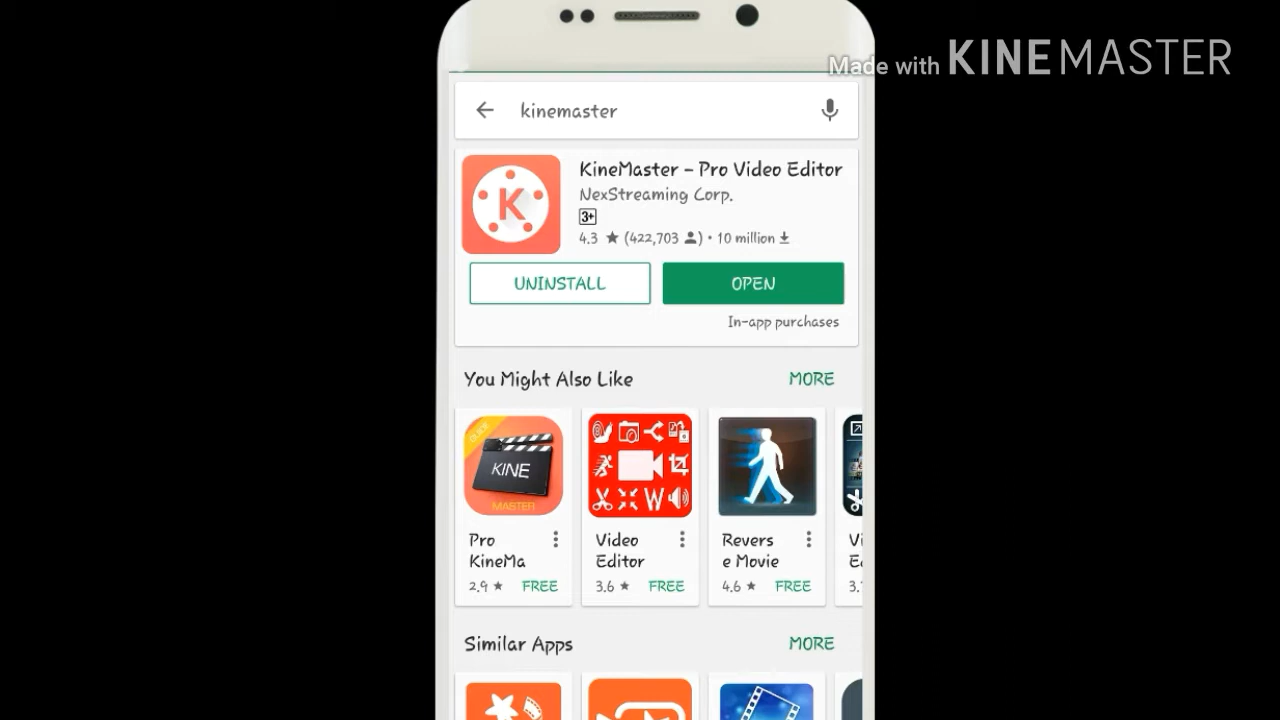 Made with KINEMASTER
kinemaster
K
KineMaster – Pro Video Editor
NexStreaming Corp.
3+
4.3 ★ (422,703 ) • 10 million
UNINSTALL
OPEN
In-app purchases
You Might Also Like
MORE
GUIDE
KINE
MASTER
W
Pro
KineMa
2.9 ★ FREE
Video
Editor
3.6 ★ FREE
Revers
e Movie
4.6 ★ FREE
Similar Apps
MORE